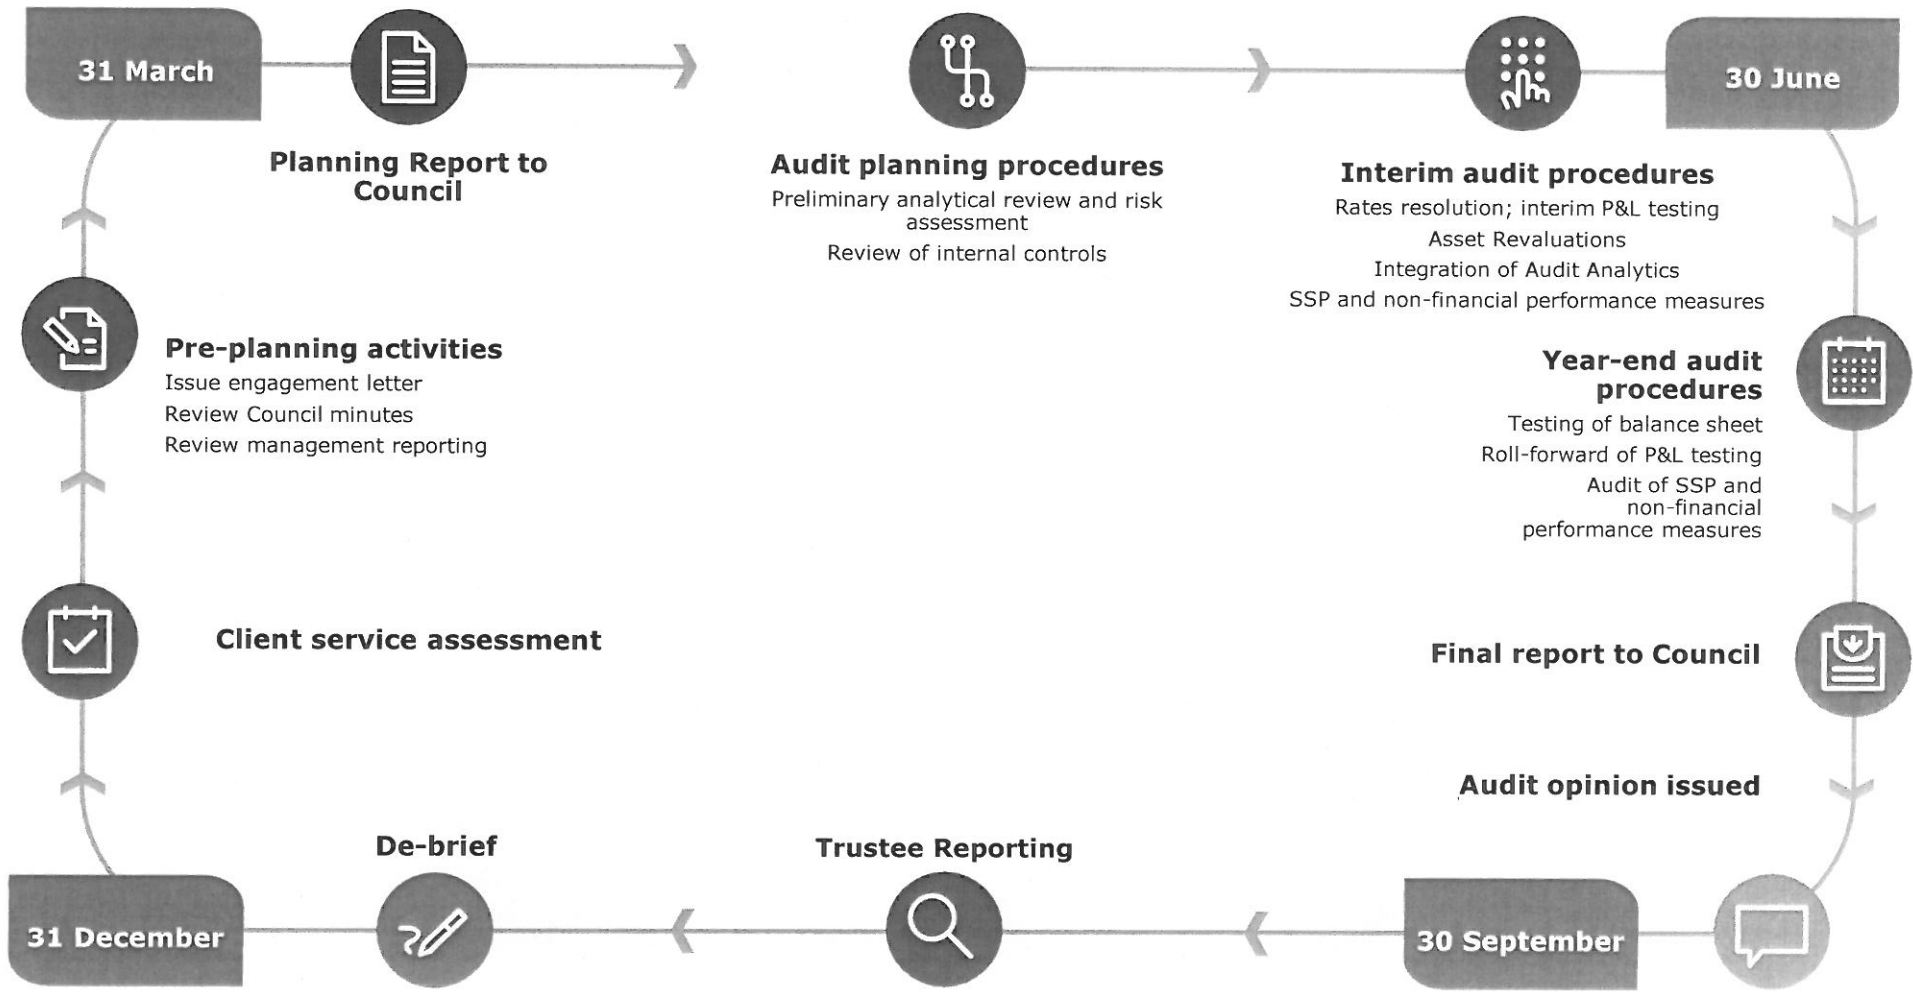 31 March
30 June
Planning Report to
Council
Audit planning procedures
Preliminary analytical review and risk
assessment
Review of internal controls
Interim audit procedures
Rates resolution; interim P&L testing
Asset Revaluations
Integration of Audit Analytics
SSP and non-financial performance measures
Pre-planning activities
Issue engagement letter
Review Council minutes
Review management reporting
Year-end audit
procedures
Testing of balance sheet
Roll-forward of P&L testing
Audit of SSP and
non-financial
performance measures
Client service assessment
Final report to Council
Audit opinion issued
De-brief
Trustee Reporting
31 December
30 September